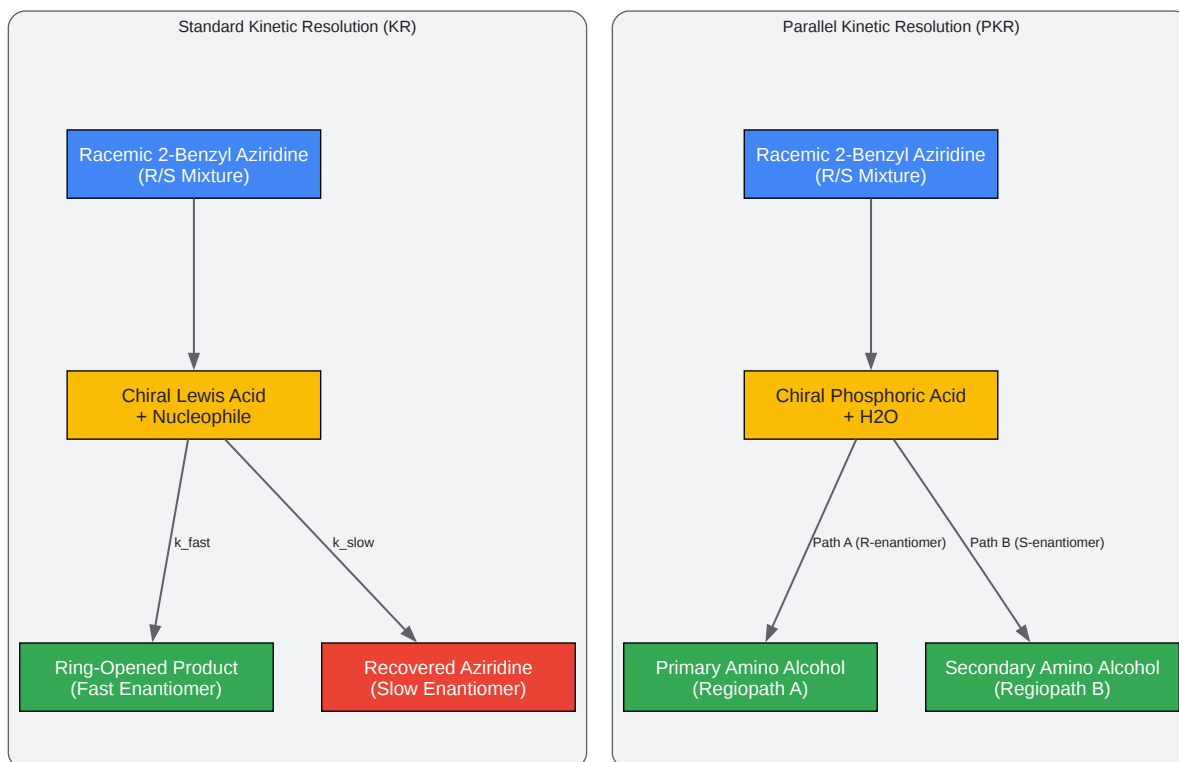 Standard Kinetic Resolution (KR)
Racemic 2-Benzyl Aziridine
(R/S Mixture)
Chiral Lewis Acid
+ Nucleophile
k_fast
k_slow
Ring-Opened Product
(Fast Enantiomer)
Recovered Aziridine
(Slow Enantiomer)
Parallel Kinetic Resolution (PKR)
Racemic 2-Benzyl Aziridine
(R/S Mixture)
Chiral Phosphoric Acid
+ H2O
Path A (R-enantiomer)
Path B (S-enantiomer)
Primary Amino Alcohol
(Regiopath A)
Secondary Amino Alcohol
(Regiopath B)